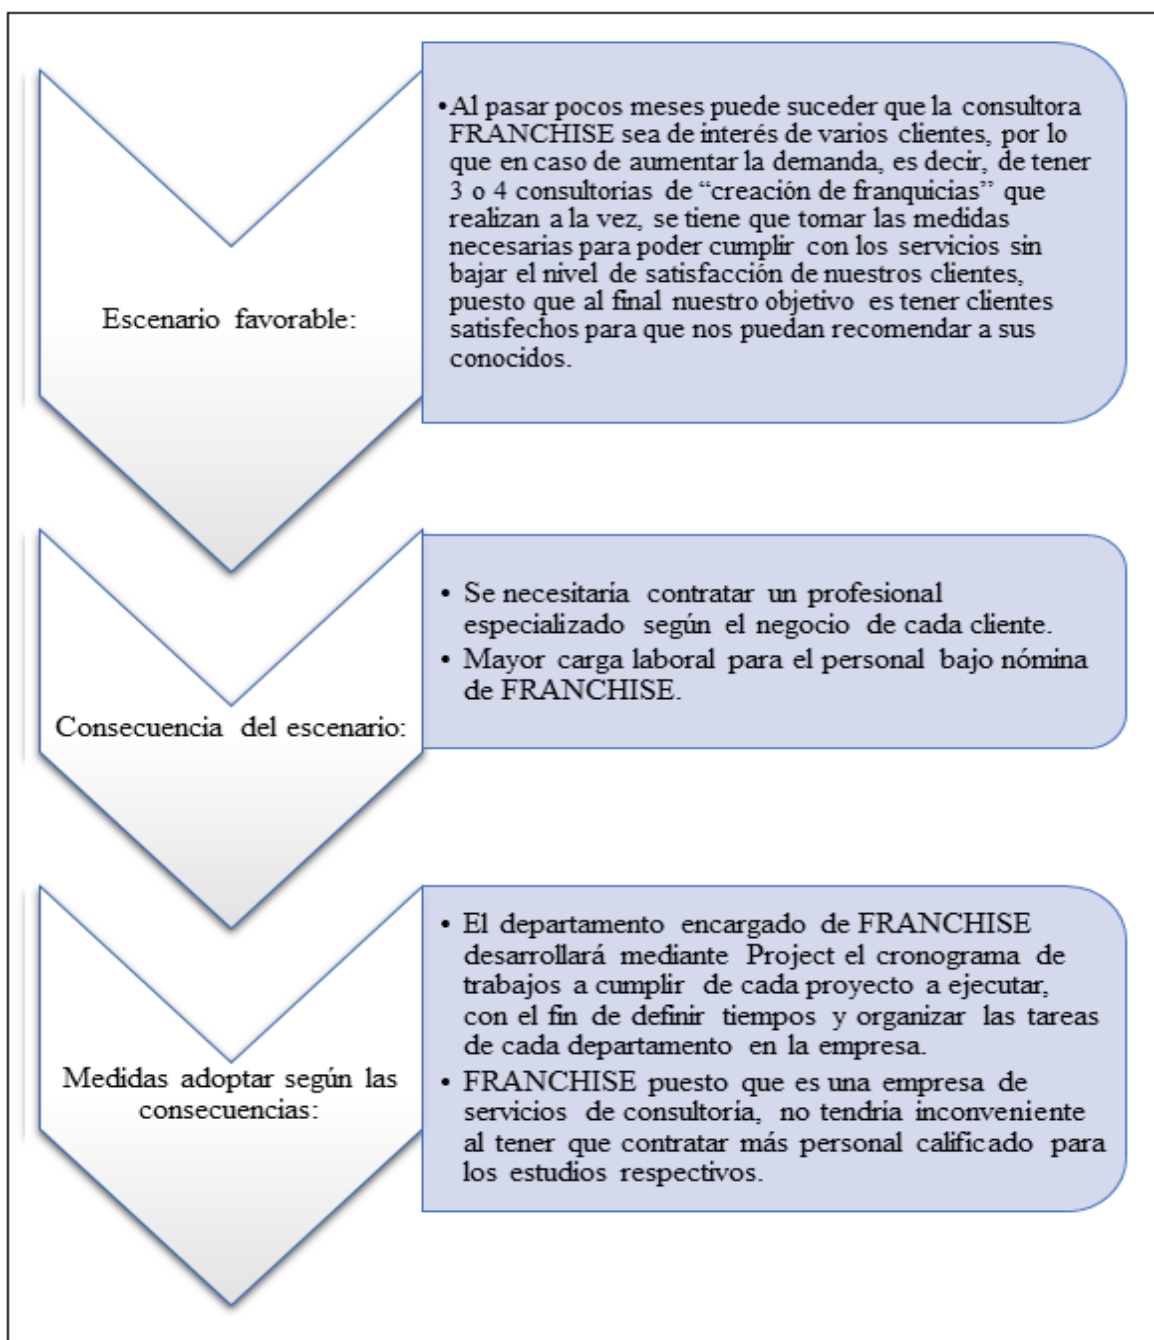 •Al pasar pocos meses puede suceder que la consultora
FRANCHISE sea de interés de varios clientes, por lo
que en caso de aumentar la demanda, es decir, de tener
3 o 4 consultorías de “creación de franquicias” que
realizan a la vez, se tiene que tomar las medidas
necesarias para poder cumplir con los servicios sin
bajar el nivel de satisfacción de nuestros clientes,
puesto que al final nuestro objetivo es tener clientes
satisfechos para que nos puedan recomendar a sus
conocidos.
Escenario favorable:
• Se necesitaría contratar un profesional
especializado según el negocio de cada cliente.
• Mayor carga laboral para el personal bajo nómina
de FRANCHISE.
Consecuencia del escenario:
• El departamento encargado de FRANCHISE
desarrollará mediante Project el cronograma de
trabajos a cumplir de cada proyecto a ejecutar,
con el fin de definir tiempos y organizar las tareas
de cada departamento en la empresa.
• FRANCHISE puesto que es una empresa de
servicios de consultoría, no tendría inconveniente
al tener que contratar más personal calificado para
los estudios respectivos.
Medidas adoptar según las
consecuencias: